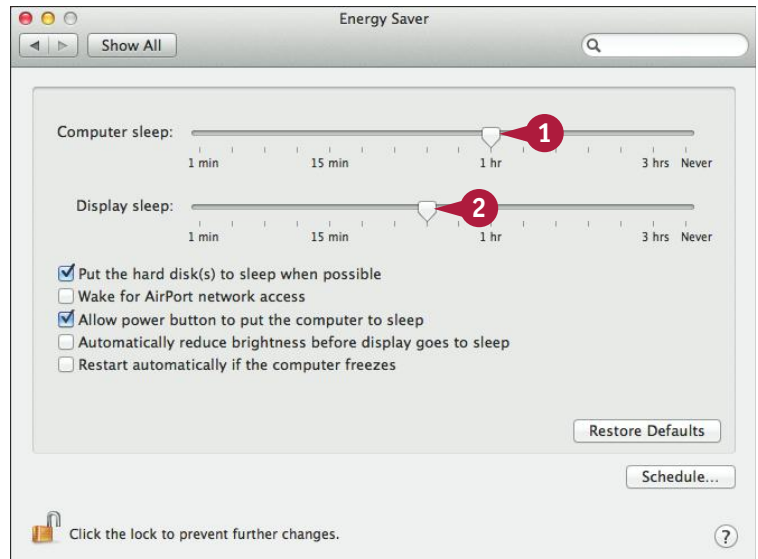 Energy Saver
Show All
Computer sleep:
1
1 min 15 min 1 hr 3 hrs Never
Display sleep:
2
1 min 15 min 1 hr 3 hrs Never
Put the hard disk(s) to sleep when possible
Wake for AirPort network access
Allow power button to put the computer to sleep
Automatically reduce brightness before display goes to sleep
Restart automatically if the computer freezes
Restore Defaults
Schedule...
Click the lock to prevent further changes.
?